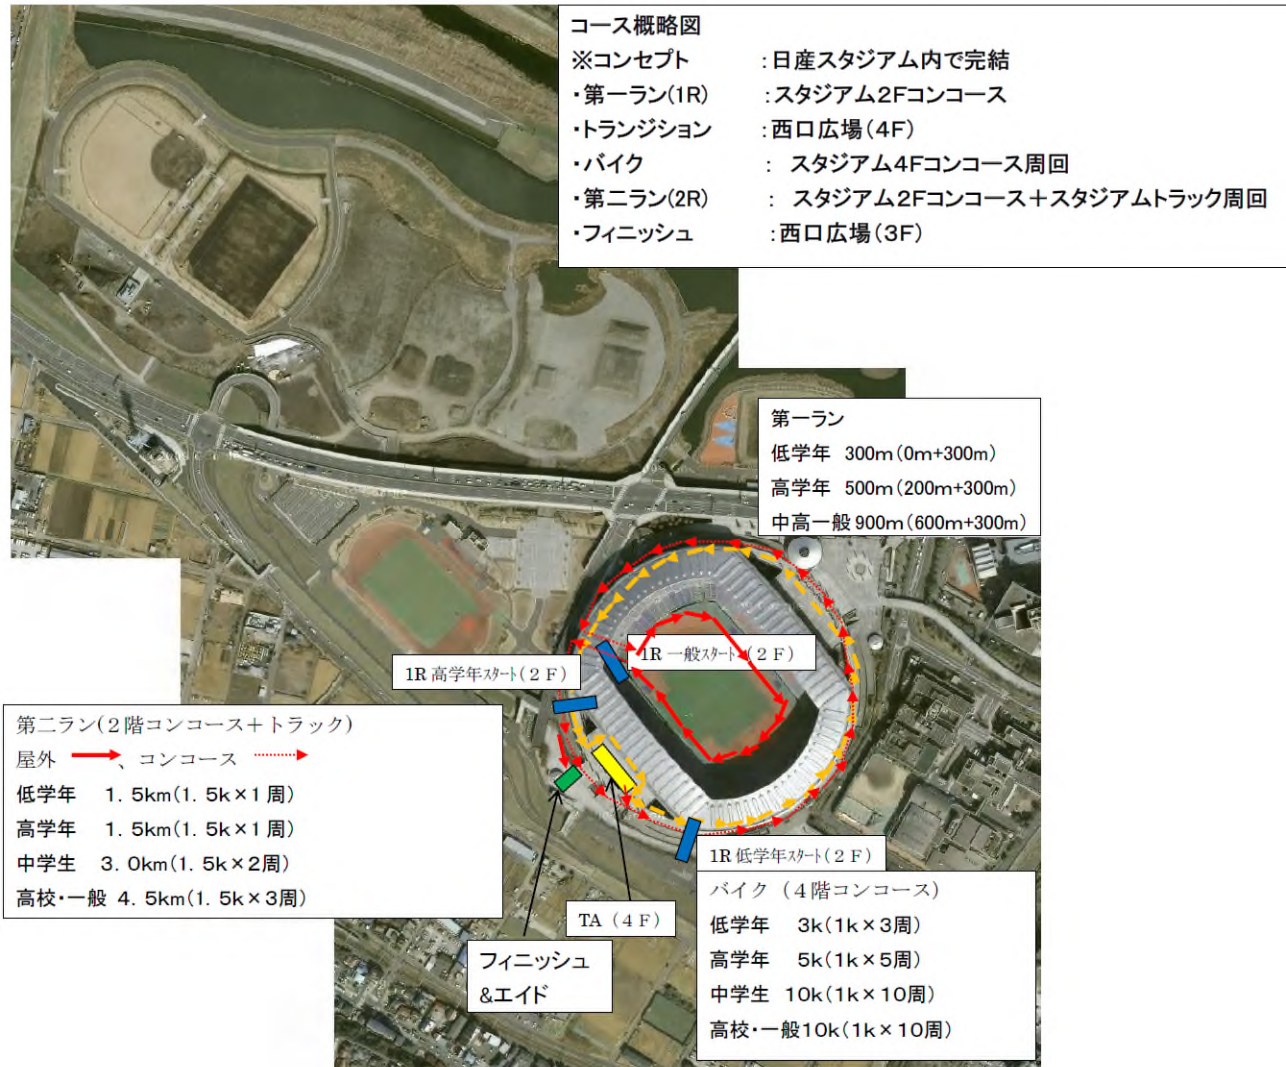 コース概略図
※コンセプト :日産スタジアム内で完結
・第一ラン(1R) :スタジアム2Fコンコース
・トランジション :西口広場(4F)
・バイク : スタジアム4Fコンコース周回
・第二ラン(2R) : スタジアム2Fコンコース+スタジアムトラック周回
・フィニッシュ :西口広場(3F)
第一ラン
低学年 300m(0m+300m)
高学年 500m(200m+300m)
中高一般 900m(600m+300m)
1R 一般スタート(2F)
1R 高学年スタート(2F)
第二ラン(2階コンコース+トラック)
屋外 、コンコース
低学年 1.5km(1.5k×1周)
高学年 1.5km(1.5k×1周)
中学生 3.0km(1.5k×2周)
高校・一般 4.5km(1.5k×3周)
1R 低学年スタート(2F)
バイク (4階コンコース)
低学年 3k(1k×3周)
高学年 5k(1k×5周)
中学生 10k(1k×10周)
高校・一般10k(1k×10周)
TA (4F)
フィニッシュ
&エイド